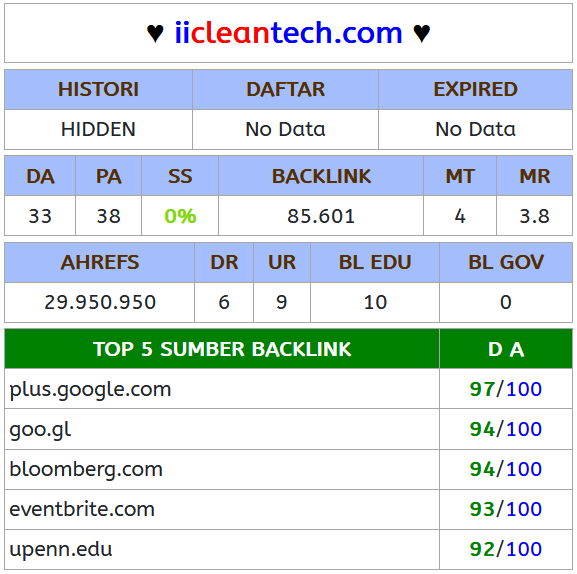 ♥ iicleantech.com ♥
HISTORI DAFTAR EXPIRED
HIDDEN No Data No Data
DA PA SS BACKLINK MT MR
33 38 0% 85.601 4 3.8
AHREFS DR UR BL EDU BL GOV
29.950.950 6 9 10 0
TOP 5 SUMBER BACKLINK D A
plus.google.com 97/100
goo.gl 94/100
bloomberg.com 94/100
eventbrite.com 93/100
upenn.edu 92/100